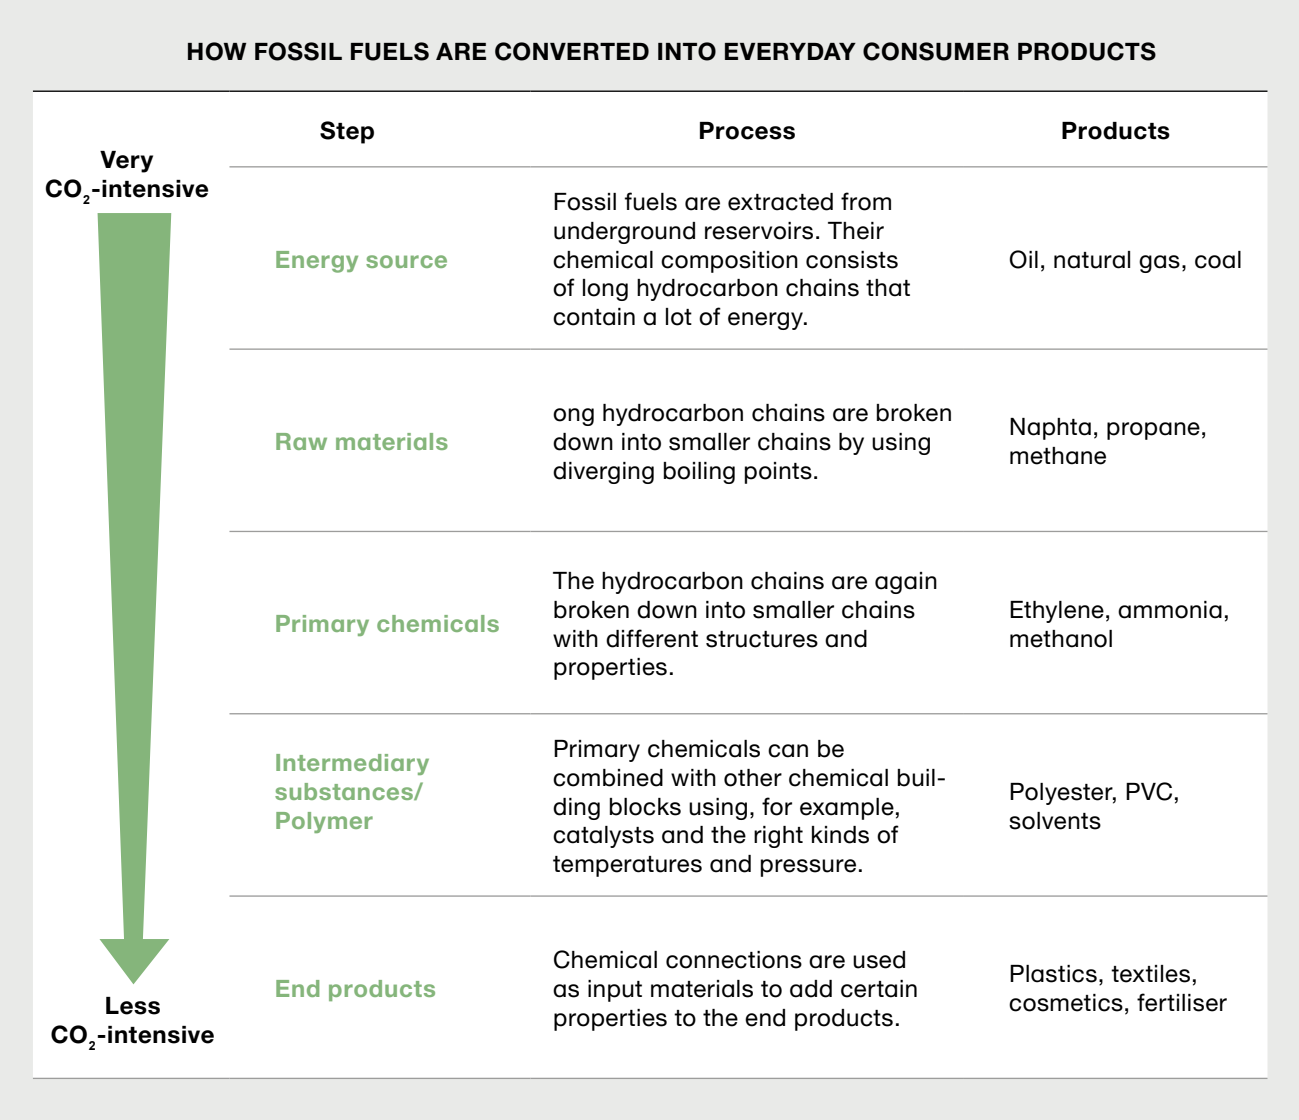 HOW FOSSIL FUELS ARE CONVERTED INTO EVERYDAY CONSUMER PRODUCTS
Step
Process
Products
Very
CO₂-intensive
Energy source
Fossil fuels are extracted from
underground reservoirs. Their
chemical composition consists
of long hydrocarbon chains that
contain a lot of energy.
Oil, natural gas, coal
Raw materials
ong hydrocarbon chains are broken
down into smaller chains by using
diverging boiling points.
Naphta, propane,
methane
Primary chemicals
The hydrocarbon chains are again
broken down into smaller chains
with different structures and
properties.
Ethylene, ammonia,
methanol
Intermediary
substances/
Polymer
Primary chemicals can be
combined with other chemical buil-
ding blocks using, for example,
catalysts and the right kinds of
temperatures and pressure.
Polyester, PVC,
solvents
End products
Chemical connections are used
as input materials to add certain
properties to the end products.
Plastics, textiles,
cosmetics, fertiliser
Less
CO₂-intensive